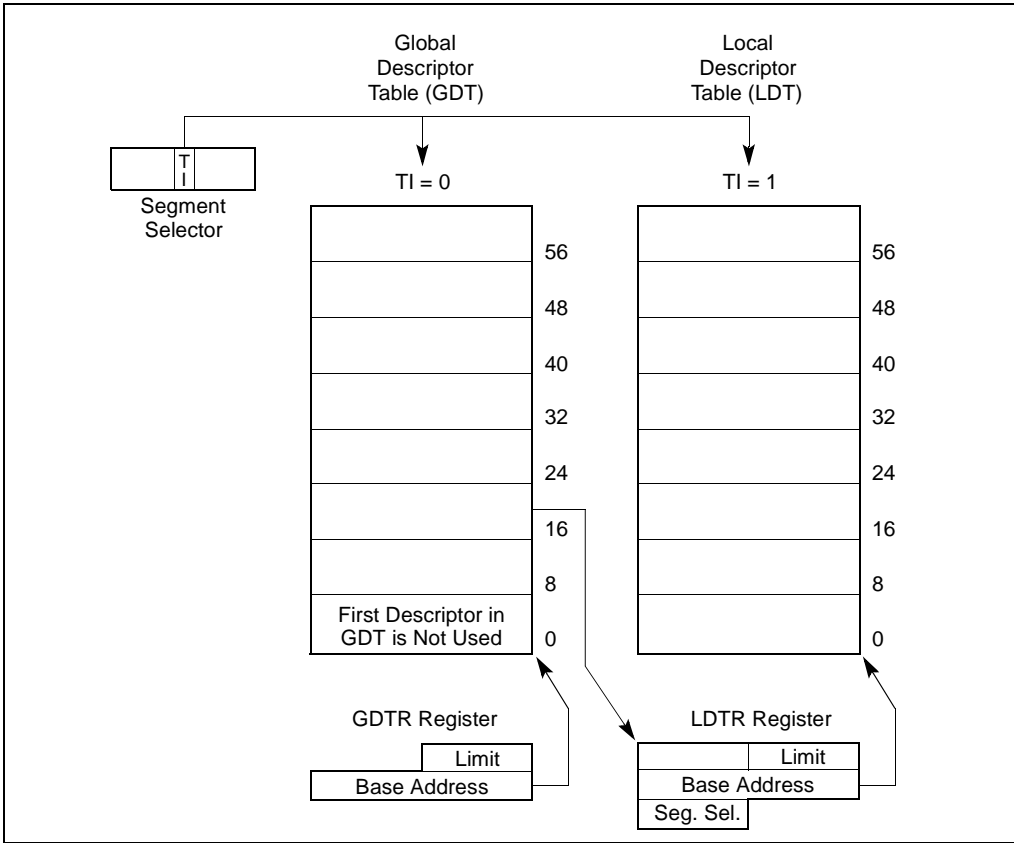 Global
Descriptor
Table (GDT)
Local
Descriptor
Table (LDT)
T
I
Segment
Selector
TI = 0
TI = 1
56
48
40
32
24
16
8
First Descriptor in
GDT is Not Used
0
56
48
40
32
24
16
8
0
GDTR Register
Limit
Base Address
LDTR Register
Limit
Base Address
Seg. Sel.